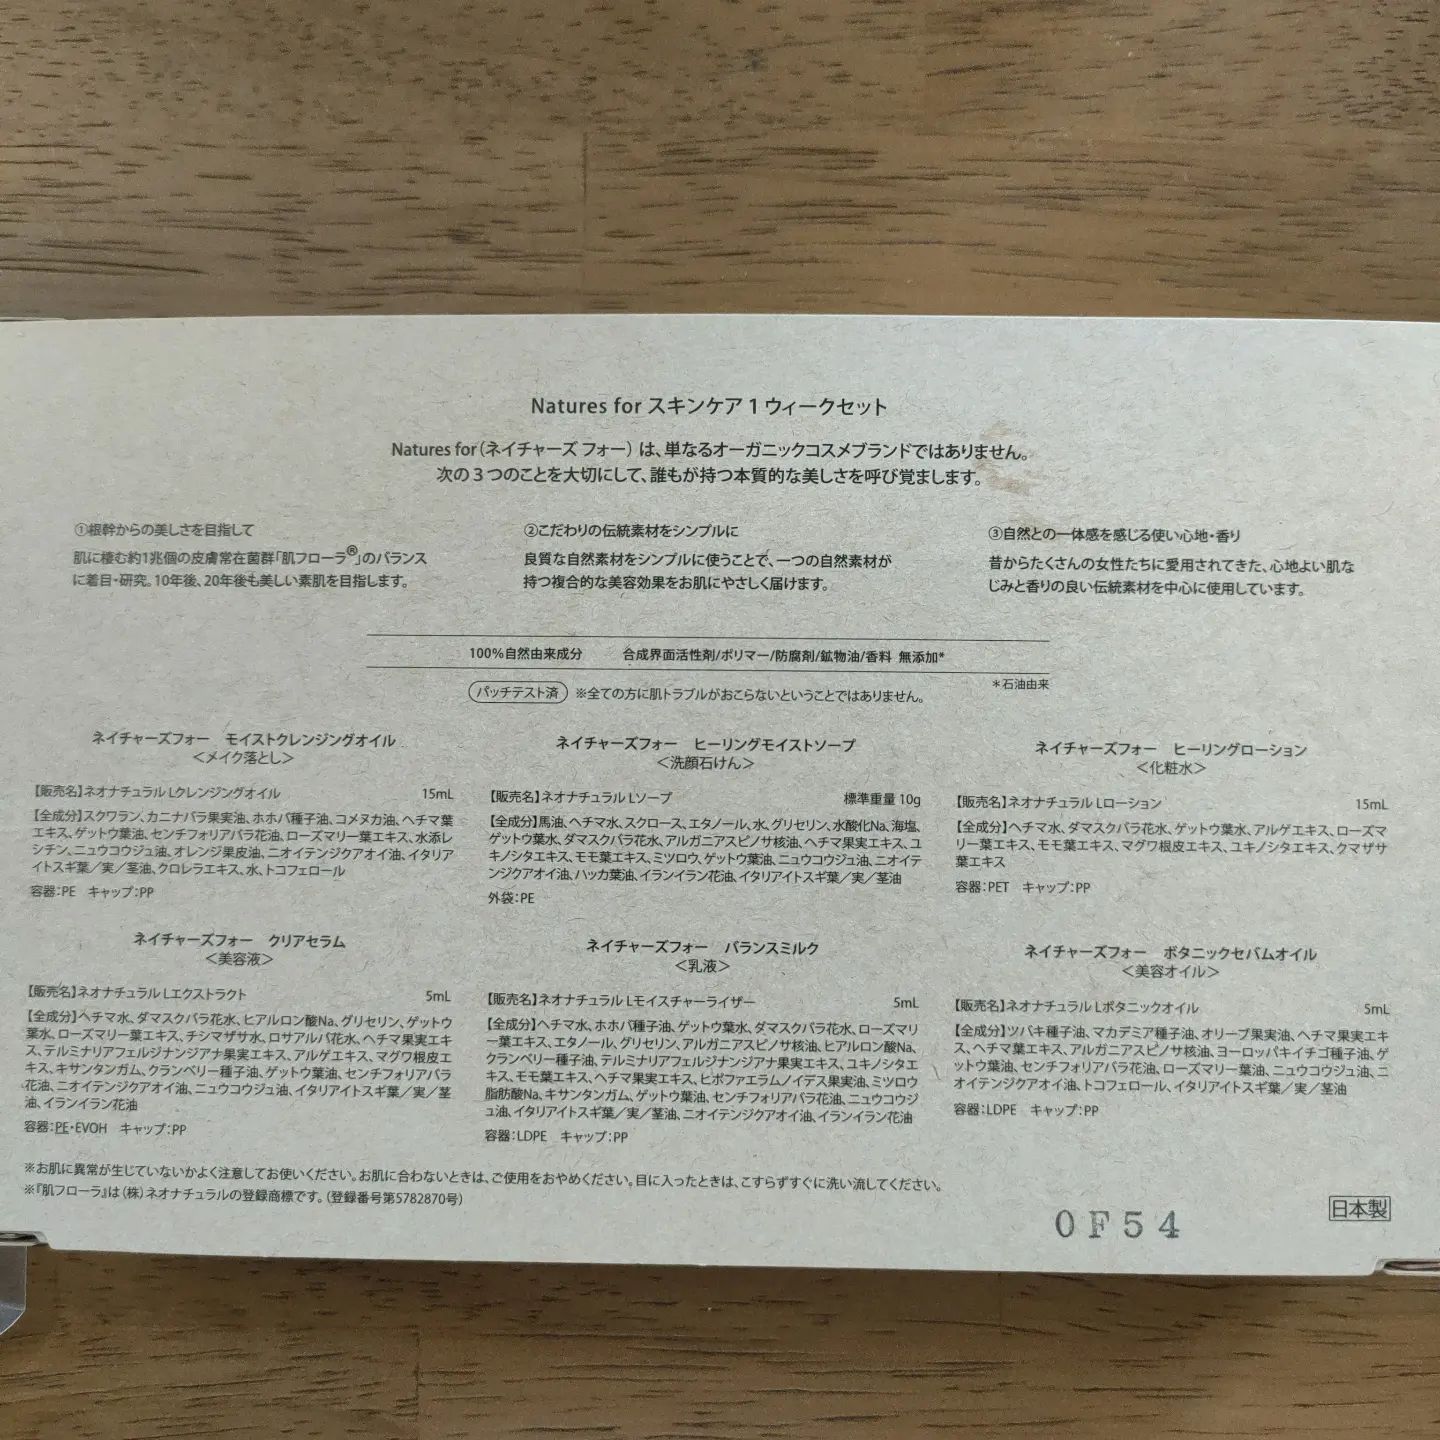 Natures for スキンケア 1 ウィークセット
Natures for（ネイチャーズ フォー）は、単なるオーガニックコスメブランドではありません。
次の３つのことを大切にして、誰もが持つ本質的な美しさを呼び覚まします。
①根幹からの美しさを目指して
肌に棲む約1兆個の皮膚常在菌群「肌フローラ®」のバランス
に着目・研究。10年後、20年後も美しい素肌を目指します。
②こだわりの伝統素材をシンプルに
良質な自然素材をシンプルに使うことで、一つの自然素材が
持つ複合的な美容効果をお肌にやさしく届けます。
③自然との一体感を感じる使い心地・香り
昔からたくさんの女性たちに愛用されてきた、心地よい肌な
じみと香りの良い伝統素材を中心に使用しています。
100%自然由来成分 合成界面活性剤/ポリマー/防腐剤/鉱物油/香料 無添加*
*石油由来
パッチテスト済 ※全ての方に肌トラブルがおこらないということではありません。
ネイチャーズフォー モイストクレンジングオイル
＜メイク落とし＞
【販売名】ネオナチュラル Lクレンジングオイル 15mL
【全成分】スクワラン、カニナバラ果実油、ホホバ種子油、コメヌカ油、ヘチマ葉
エキス、ゲットウ葉油、センチフォリアバラ花油、ローズマリー葉エキス、水添レ
シチン、ニュウコウジュ油、オレンジ果皮油、ニオイテンジクアオイ油、イタリア
イトスギ葉／実／茎油、クロレラエキス、水、トコフェロール
容器：PE キャップ：PP
ネイチャーズフォー ヒーリングモイストソープ
＜洗顔石けん＞
【販売名】ネオナチュラル Lソープ 標準重量 10g
【全成分】馬油、ヘチマ水、スクロース、エタノール、水、グリセリン、水酸化Na、海塩、
ゲットウ葉水、ダマスクバラ花水、アルガニアスピノサ核油、ヘチマ果実エキス、ユ
キノシタエキス、モモ葉エキス、ミツロウ、ゲットウ葉油、ニュウコウジュ油、ニオイテ
ンジクアオイ油、ハッカ葉油、イランイラン花油、イタリアイトスギ葉／実／茎油
外袋：PE
ネイチャーズフォー ヒーリングローション
＜化粧水＞
【販売名】ネオナチュラル Lローション 15mL
【全成分】ヘチマ水、ダマスクバラ花水、ゲットウ葉水、アルゲエキス、ローズマ
リー葉エキス、モモ葉エキス、マグワ根皮エキス、ユキノシタエキス、クマザサ
葉エキス
容器：PET キャップ：PP
ネイチャーズフォー クリアセラム
＜美容液＞
【販売名】ネオナチュラル Lエクストラクト 5mL
【全成分】ヘチマ水、ダマスクバラ花水、ヒアルロン酸Na、グリセリン、ゲットウ
葉水、ローズマリー葉エキス、チシマザサ水、ロサアルバ花水、ヘチマ果実エキ
ス、テルミナリアフェルジナンジアナ果実エキス、アルゲエキス、マグワ根皮エ
キス、キサンタンガム、クランベリー種子油、ゲットウ葉油、センチフォリアバラ
花油、ニオイテンジクアオイ油、ニュウコウジュ油、イタリアイトスギ葉／実／茎
油、イランイラン花油
容器：PE・EVOH キャップ：PP
ネイチャーズフォー バランスミルク
＜乳液＞
【販売名】ネオナチュラル Lモイスチャーライザー 5mL
【全成分】ヘチマ水、ホホバ種子油、ゲットウ葉水、ダマスクバラ花水、ローズマリ
ー葉エキス、エタノール、グリセリン、アルガニアスピノサ核油、ヒアルロン酸Na、
クランベリー種子油、テルミナリアフェルジナンジアナ果実エキス、ユキノシタエ
キス、モモ葉エキス、ヘチマ果実エキス、ヒポファエラムノイデス果実油、ミツロウ
脂肪酸Na、キサンタンガム、ゲットウ葉油、センチフォリアバラ花油、ニュウコウジ
ュ油、イタリアイトスギ葉／実／茎油、ニオイテンジクアオイ油、イランイラン花油
容器：LDPE キャップ：PP
ネイチャーズフォー ボタニックセバムオイル
＜美容オイル＞
【販売名】ネオナチュラル Lボタニックオイル 5mL
【全成分】ツバキ種子油、マカデミア種子油、オリーブ果実油、ヘチマ果実エキ
ス、ヘチマ葉エキス、アルガニアスピノサ核油、ヨーロッパキイチゴ種子油、ゲ
ットウ葉油、センチフォリアバラ花油、ローズマリー葉油、ニュウコウジュ油、ニ
オイテンジクアオイ油、トコフェロール、イタリアイトスギ葉／実／茎油
容器：LDPE キャップ：PP
※お肌に異常が生じていないかよく注意してお使いください。お肌に合わないときは、ご使用をおやめください。目に入ったときは、こすらずすぐに洗い流してください。
※『肌フローラ』は（株）ネオナチュラルの登録商標です。（登録番号第5782870号）
0F54
日本製